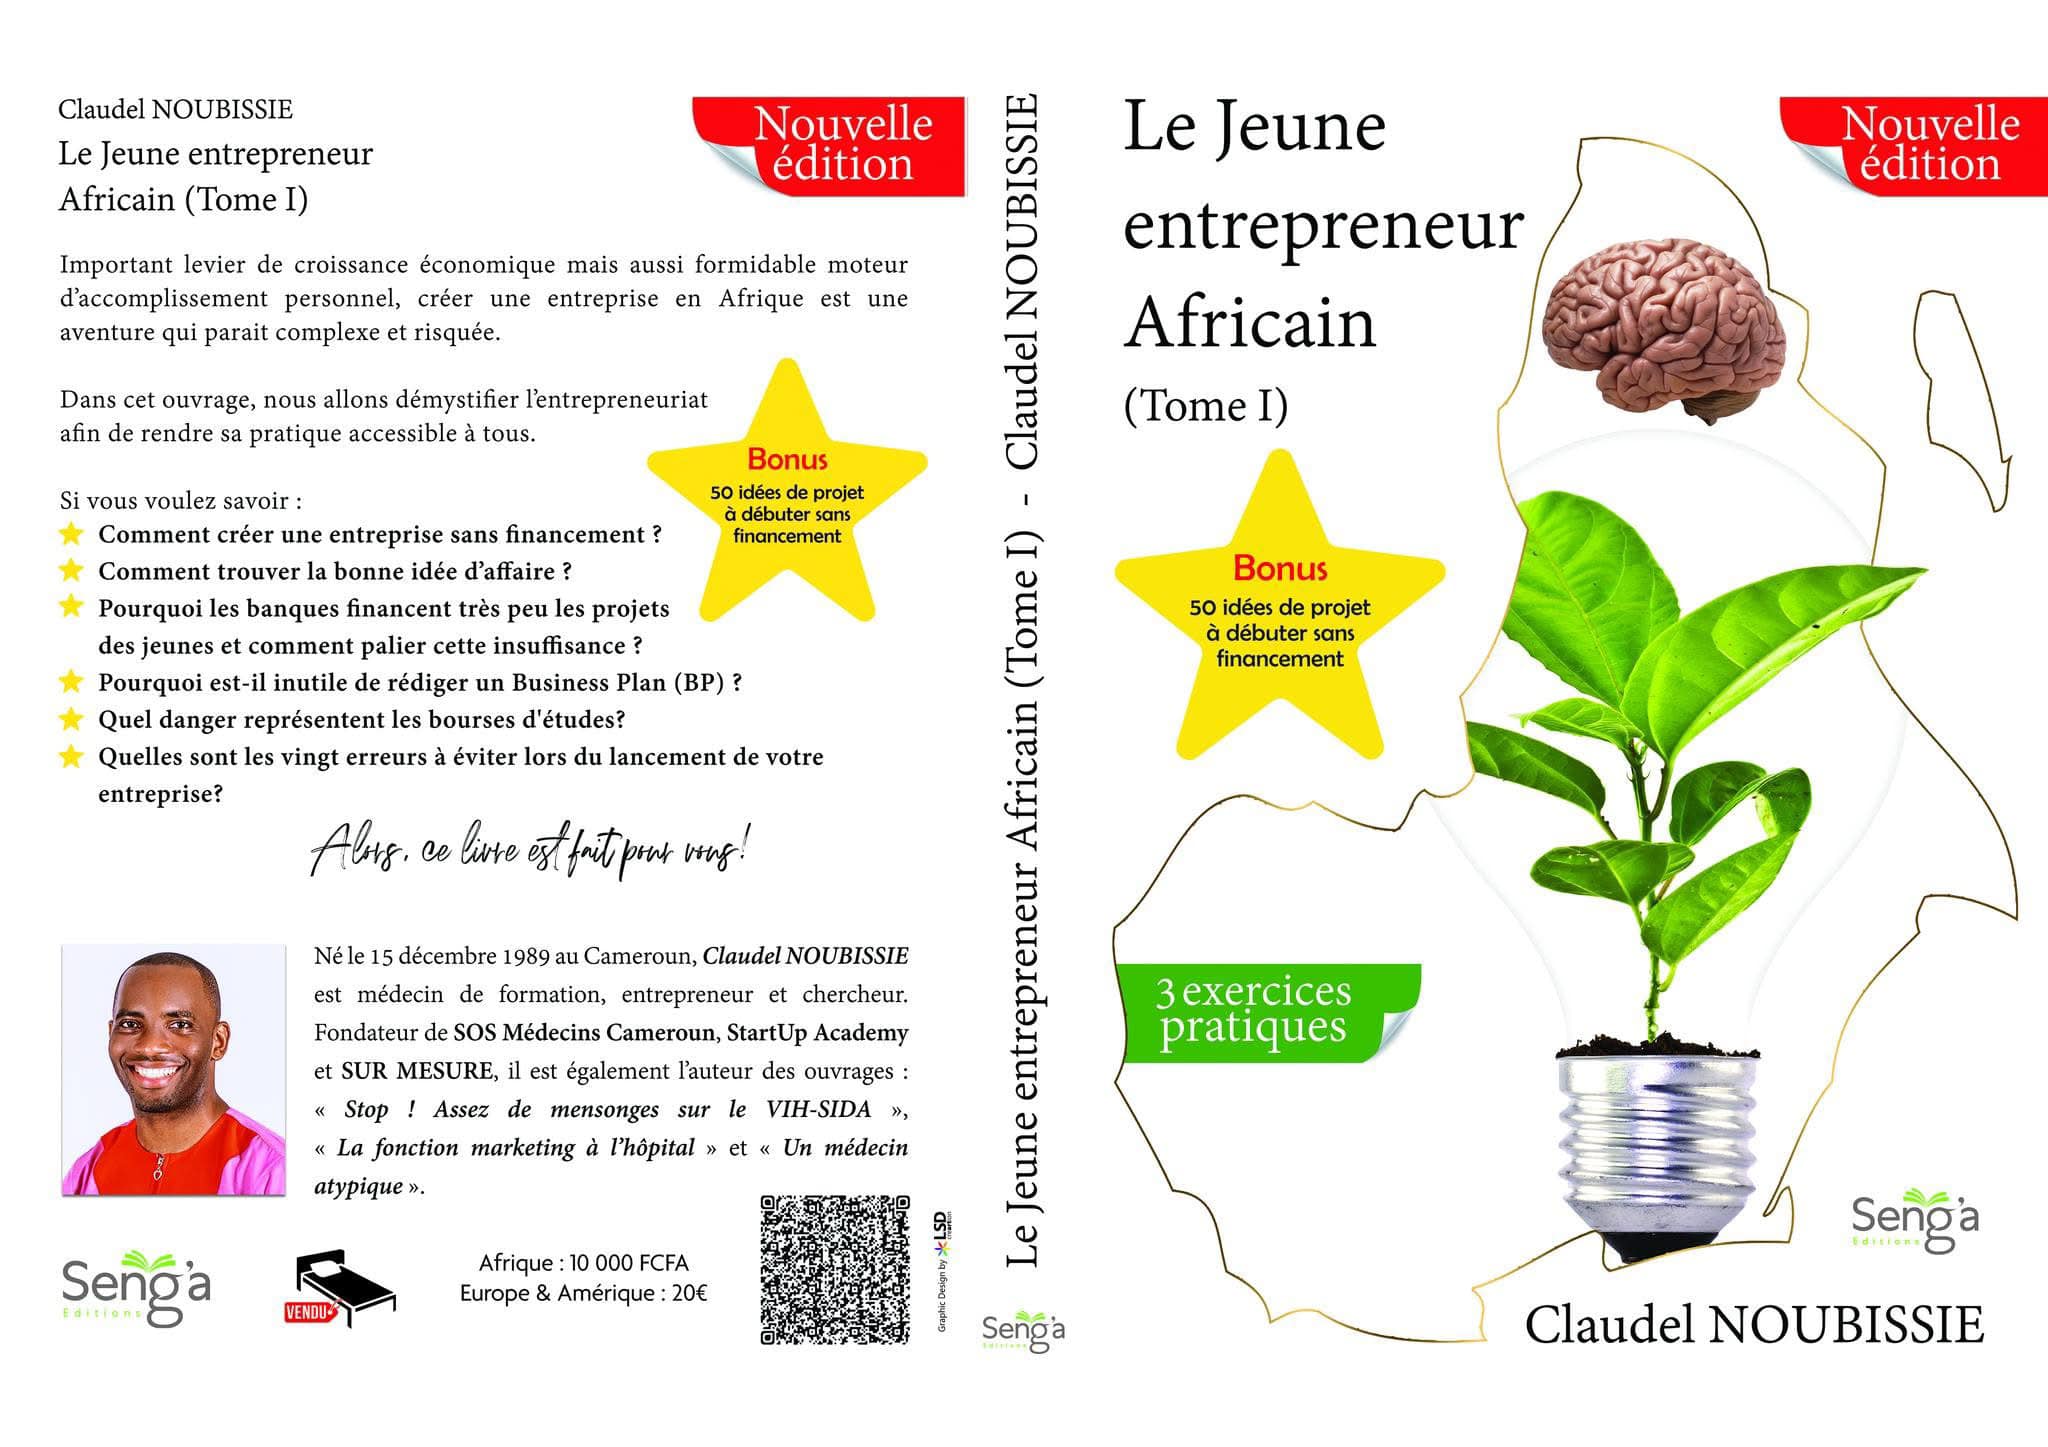 Claudel NOUBISSIE
Le Jeune entrepreneur
Africain (Tome I)
Nouvelle
édition
Important levier de croissance économique mais aussi formidable moteur
d’accomplissement personnel, créer une entreprise en Afrique est une
aventure qui parait complexe et risquée.
Dans cet ouvrage, nous allons démystifier l’entrepreneuriat
afin de rendre sa pratique accessible à tous.
Bonus
50 idées de projet
à débuter sans
financement
Si vous voulez savoir :
Comment créer une entreprise sans financement ?
Comment trouver la bonne idée d’affaire ?
Pourquoi les banques financent très peu les projets
des jeunes et comment palier cette insuffisance ?
Pourquoi est-il inutile de rédiger un Business Plan (BP) ?
Quel danger représentent les bourses d'études?
Quelles sont les vingt erreurs à éviter lors du lancement de votre
entreprise?
Alors, ce livre est fait pour vous!
Né le 15 décembre 1989 au Cameroun, Claudel NOUBISSIE
est médecin de formation, entrepreneur et chercheur.
Fondateur de SOS Médecins Cameroun, StartUp Academy
et SUR MESURE, il est également l’auteur des ouvrages :
« Stop ! Assez de mensonges sur le VIH-SIDA »,
« La fonction marketing à l’hôpital » et « Un médecin
atypique ».
Seng’a
Editions
VENDU
Afrique : 10 000 FCFA
Europe & Amérique : 20€
Graphic Design by LSD
creation
Le Jeune entrepreneur Africain (Tome I) - Claudel NOUBISSIE
Seng’a
Editions
Le Jeune
entrepreneur
Africain
(Tome I)
Nouvelle
édition
Bonus
50 idées de projet
à débuter sans
financement
3 exercices
pratiques
Seng’a
Editions
Claudel NOUBISSIE